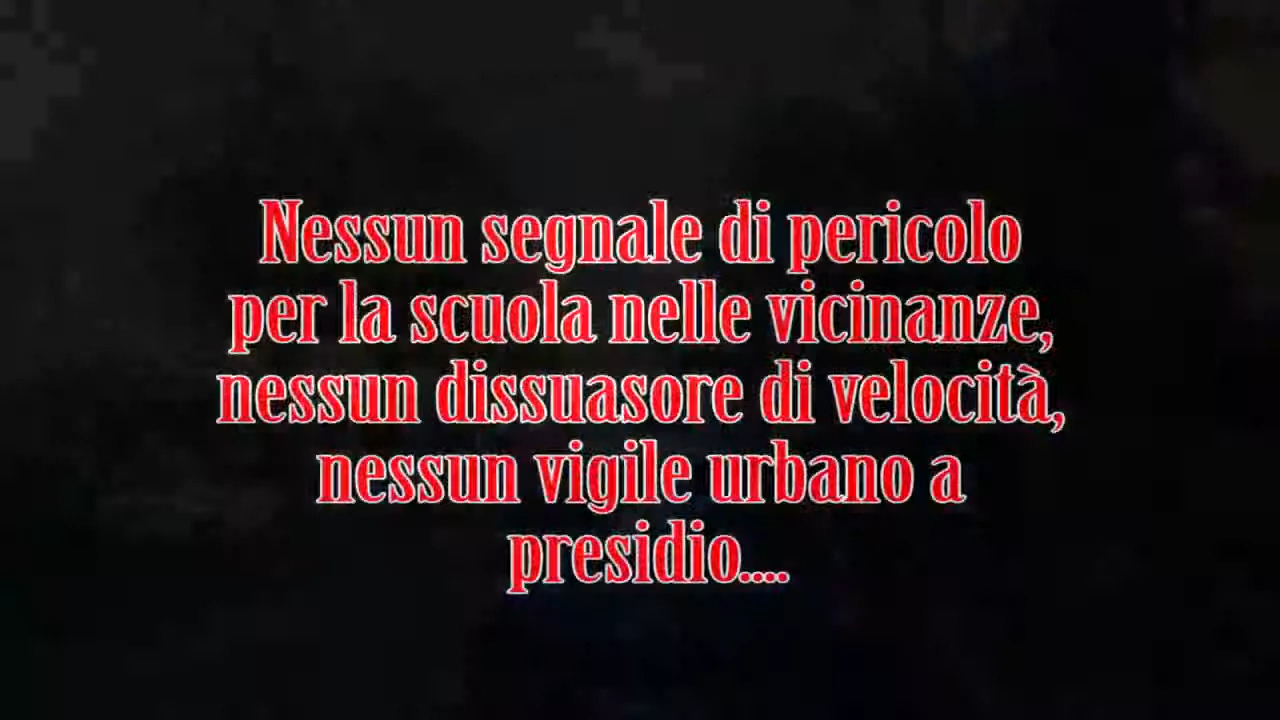 Nessun segnale di pericolo
per la scuola nelle vicinanze,
nessun dissuasore di velocità,
nessun vigile urbano a
presidio....